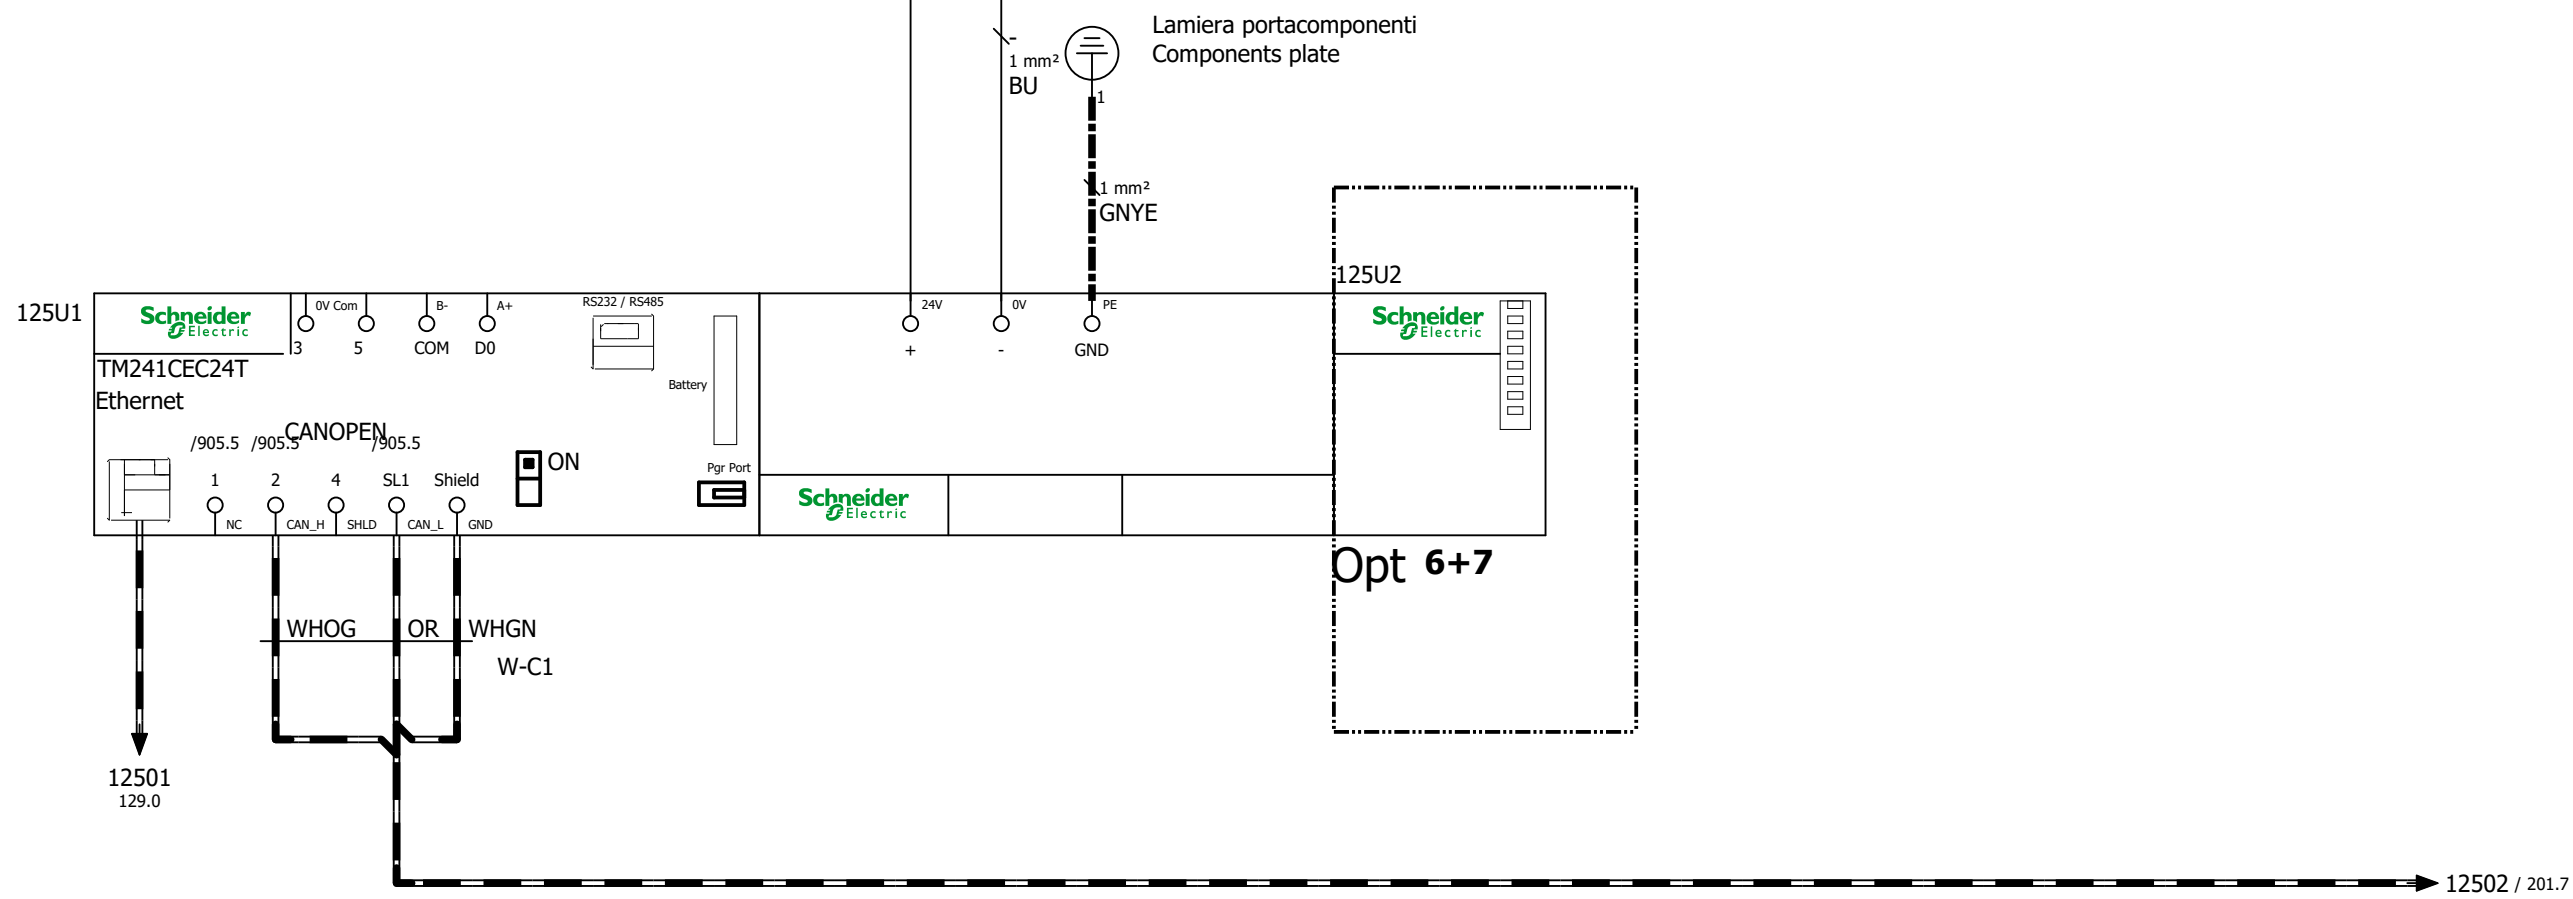 Lamiera portacomponenti
Components plate
-
1 mm²
BU
1
1 mm²
GNYE
125U1
Schneider
Electric
0V Com
B-
A+
3
5
COM
D0
RS232 / RS485
24V
0V
PE
+
-
GND
125U2
Schneider
Electric
TM241CEC24T
Ethernet
Battery
CANOPEN
/905.5
/905.5
/905.5
1
2
4
SL1
Shield
ON
Pgr Port
NC
CAN_H
SHLD
CAN_L
GND
Schneider
Electric
Opt 6+7
WHOG
OR
WHGN
W-C1
12501
129.0
12502 / 201.7